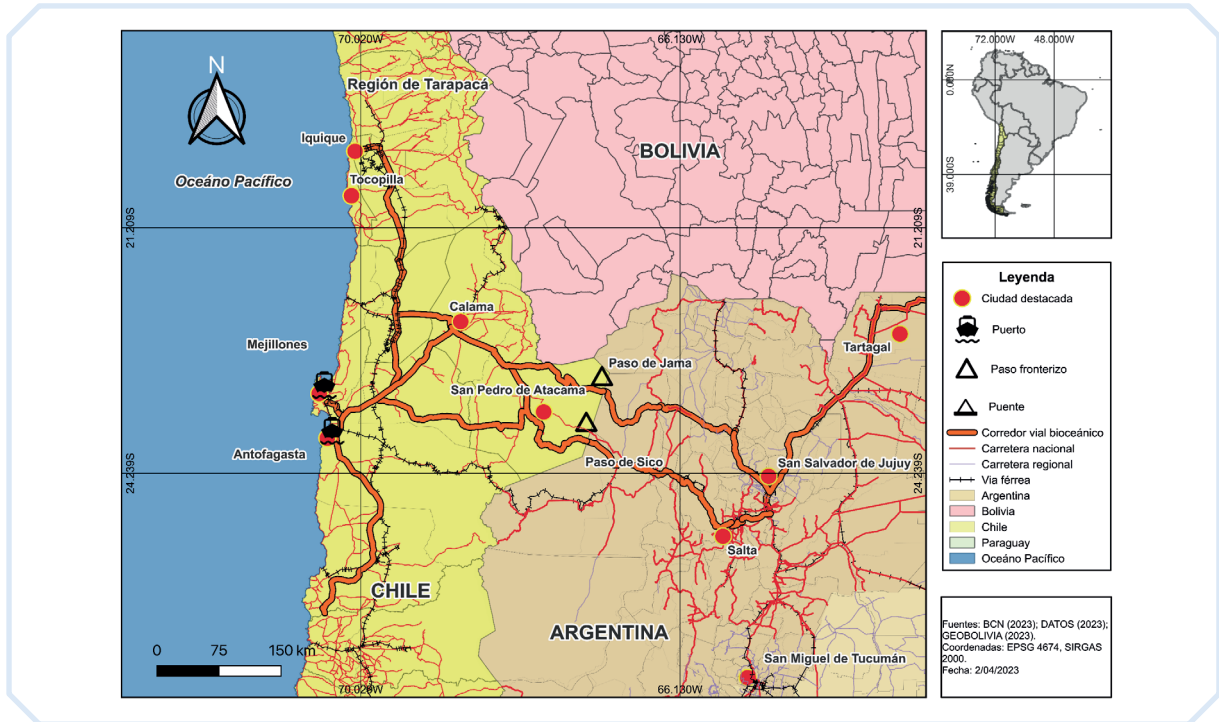 70.020W
66.130W
N
Región de Tarapacá
Iquique
BOLIVIA
Tocopilla
Oceáno Pacífico
21.209S
21.209S
Calama
Mejillones
Tartagal
Paso de Jama
San Pedro de Atacama
Antofagasta
Paso de Sico
San Salvador de Jujuy
24.239S
24.239S
Salta
CHILE
ARGENTINA
San Miguel de Tucumán
0
75
150 km
70.020W
66.130W
72.000W
48.000W
0.000S
39.000S
Leyenda
Ciudad destacada
Puerto
Paso fronterizo
Puente
Corredor vial bioceánico
Carretera nacional
Carretera regional
Via férrea
Argentina
Bolivia
Chile
Paraguay
Océano Pacífico
Fuentes: BCN (2023); DATOS (2023);
GEOBOLIVIA (2023).
Coordenadas: EPSG 4674, SIRGAS
2000.
Fecha: 2/04/2023